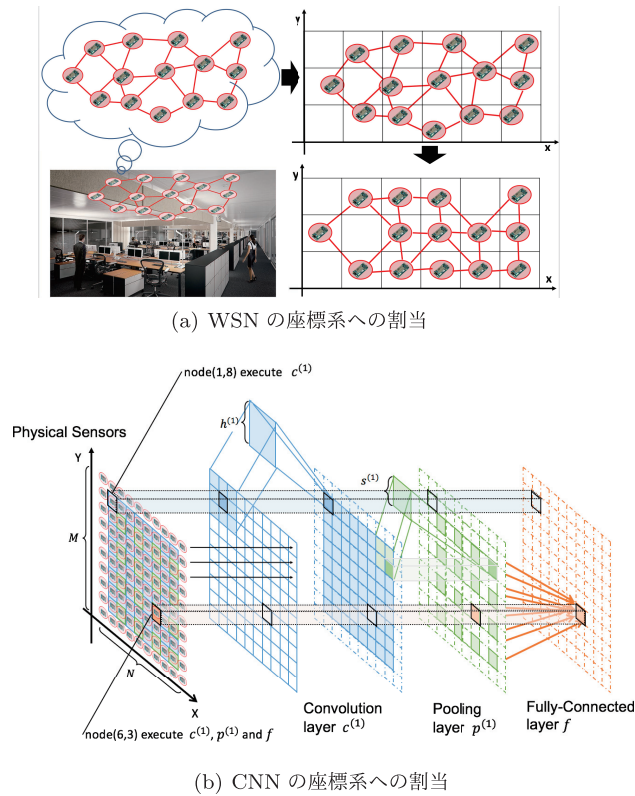 Y
x
y
x
(a) WSN の座標系への割当
node(1,8) execute c⁽¹⁾
h⁽¹⁾
Physical Sensors
Y
s⁽¹⁾
M
N
X
Convolution
layer c⁽¹⁾
Pooling
layer p⁽¹⁾
Fully-Connected
layer f
node(6,3) execute c⁽¹⁾, p⁽¹⁾ and f
(b) CNN の座標系への割当